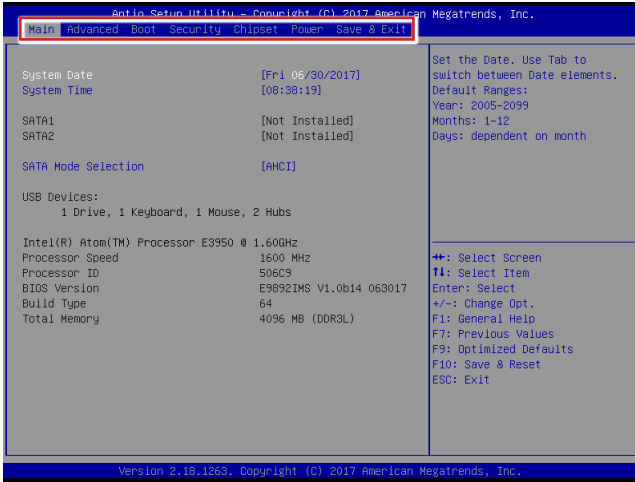 Aptio Setup Utility – Copyright (C) 2017 American Megatrends, Inc.
Main Advanced Boot Security Chipset Power Save & Exit
System Date [Fri 06/30/2017]
System Time [08:38:19]
SATA1 [Not Installed]
SATA2 [Not Installed]
SATA Mode Selection [AHCI]
USB Devices:
1 Drive, 1 Keyboard, 1 Mouse, 2 Hubs
Intel(R) Atom(TM) Processor E3950 @ 1.60GHz
Processor Speed 1600 MHz
Processor ID 506C9
BIOS Version E9892IMS V1.0b14 063017
Build Type 64
Total Memory 4096 MB (DDR3L)
Set the Date. Use Tab to
switch between Date elements.
Default Ranges:
Year: 2005-2099
Months: 1-12
Days: dependent on month
→←: Select Screen
↑↓: Select Item
Enter: Select
+/-: Change Opt.
F1: General Help
F7: Previous Values
F9: Optimized Defaults
F10: Save & Reset
ESC: Exit
Version 2.18.1263. Copyright (C) 2017 American Megatrends, Inc.